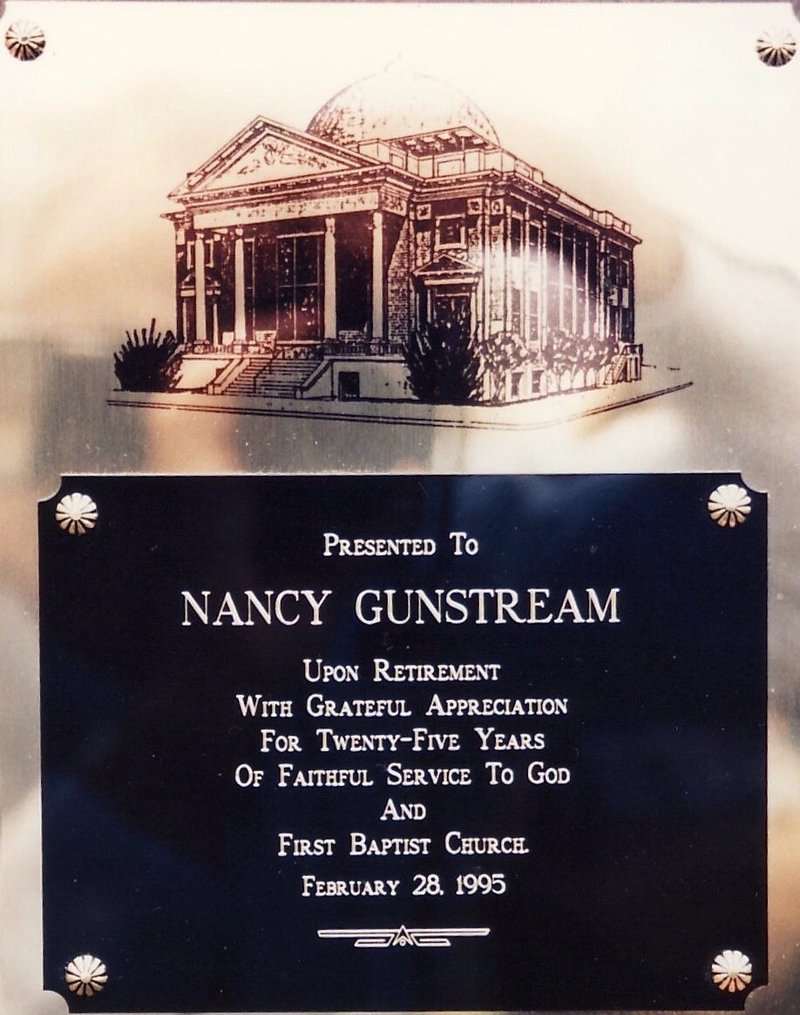 Presented To
NANCY GUNSTREAM
Upon Retirement
With Grateful Appreciation
For Twenty-Five Years
Of Faithful Service To God
And
First Baptist Church.
February 28, 1995